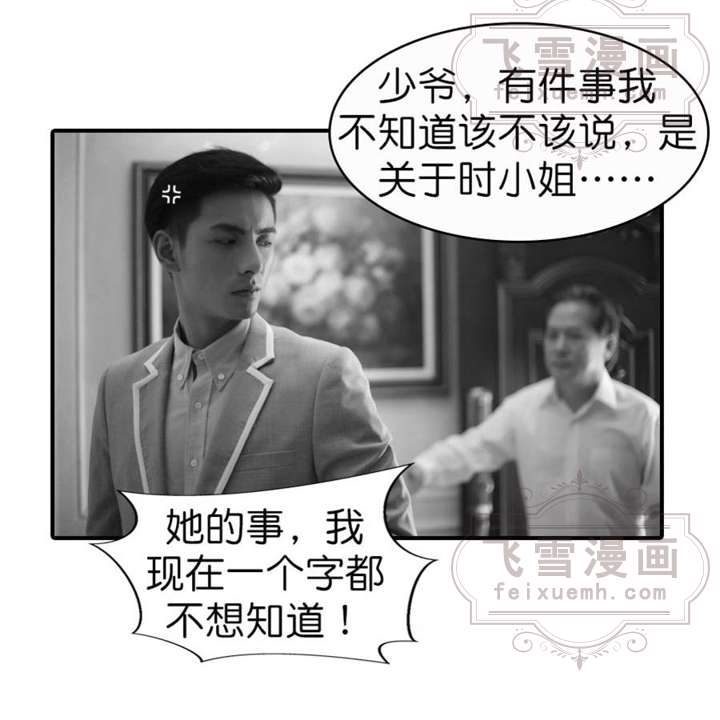 飞雪漫画
feixuemh.com
少爷，有件事我
不知道该不该说，是
关于时小姐……
她的事，我
现在一个字都
不想知道！
飞雪漫画
feixuemh.com